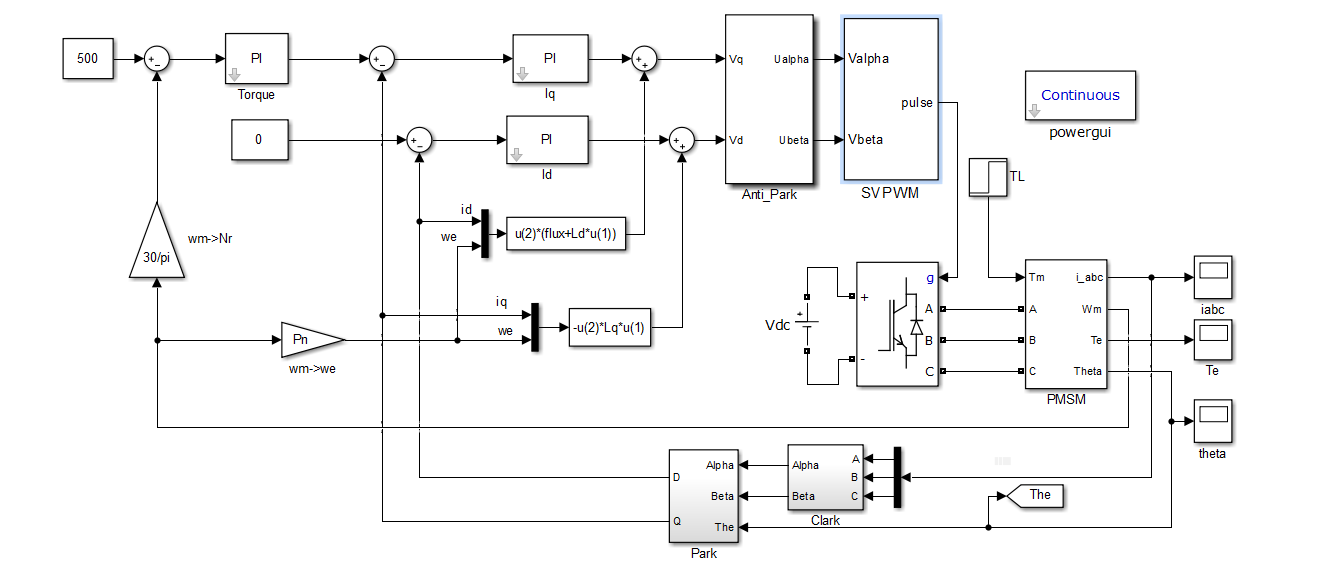 500
+
−
PI
Torque
+
−
PI
Iq
+
+
Vq
Ualpha
Vd
Ubeta
Anti_Park
Valpha
pulse
Vbeta
SVPWM
Continuous
powergui
0
+
−
PI
Id
+
+
TL
id
we
u(2)*(flux+Ld*u(1))
wm->Nr
30/pi
iq
we
-u(2)*Lq*u(1)
Pn
wm->we
Vdc
+
+
-
g
A
B
C
Tm
i_abc
A
Wm
B
Te
C
Theta
PMSM
iabc
Te
theta
D
Alpha
Beta
Q
The
Park
Alpha
A
B
Beta
C
Clark
The